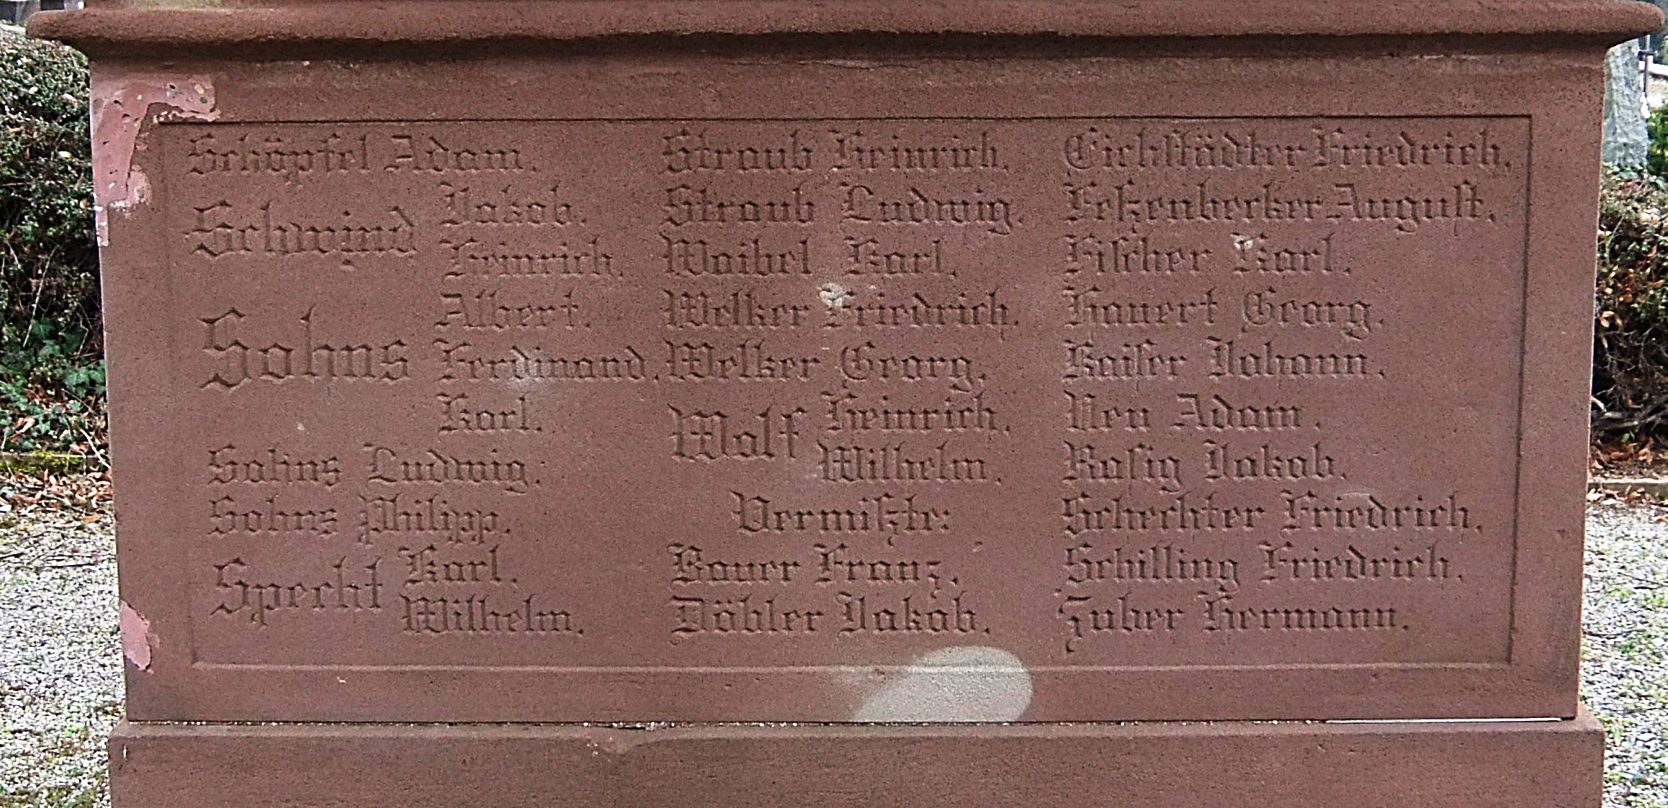 Schöpfel Adam.
Schwind Jakob.
Heinrich.
Sohns Albert.
Ferdinand.
Karl.
Sohns Ludwig.
Sohns Philipp.
Specht Karl.
Wilhelm.
Straub Heinrich.
Straub Ludwig.
Waibel Karl.
Welker Friedrich.
Welker Georg.
Wolf Heinrich.
Wilhelm.
Vermißte:
Bauer Franz.
Döbler Jakob.
Eichstädter Friedrich.
Feßenbecker August.
Fischer Karl.
Hauert Georg.
Kaiser Johann.
Neu Adam.
Rasig Jakob.
Schechter Friedrich.
Schilling Friedrich.
Zuber Hermann.